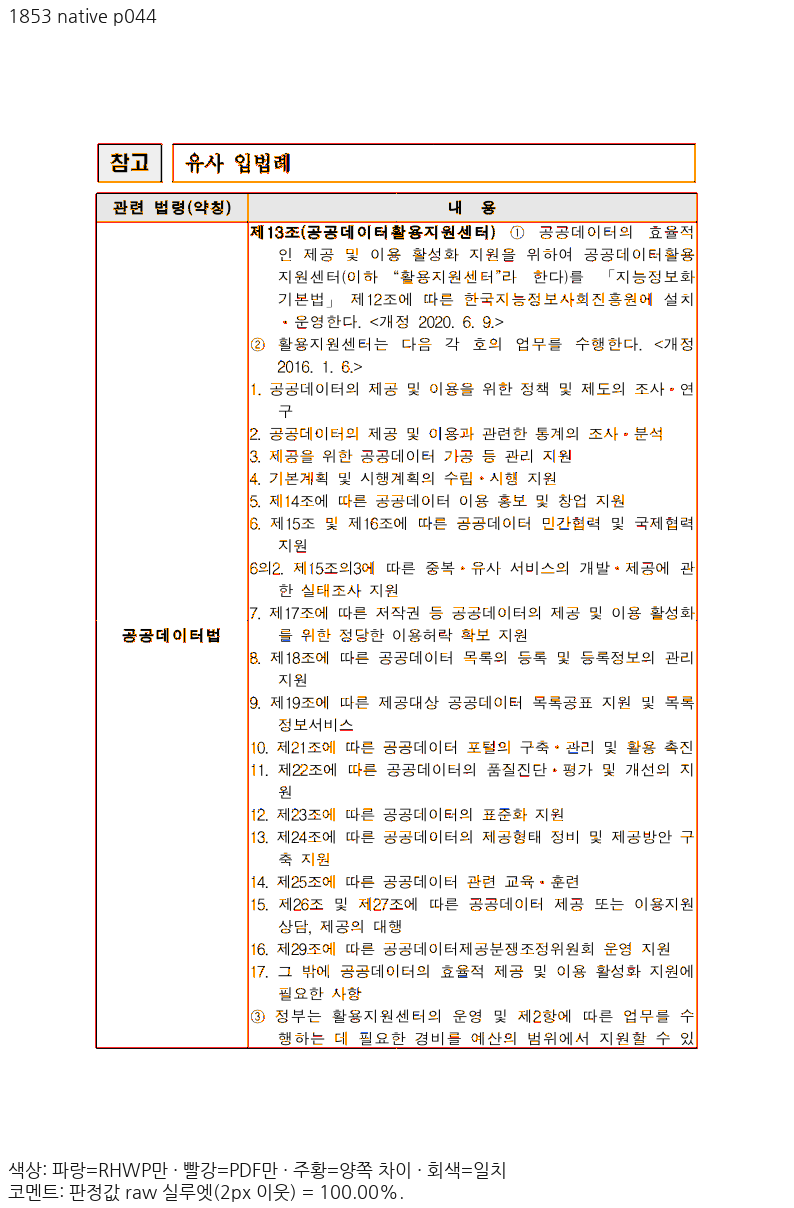 1853 native p044
참고 유사 입법례
관련 법령(약칭) 내 용
제13조(공공데이터활용지원센터) ① 공공데이터의 효율적
인 제공 및 이용 활성화 지원을 위하여 공공데이터활용
지원센터(이하 “활용지원센터”라 한다)를 「지능정보화
기본법」 제12조에 따른 한국지능정보사회진흥원에 설치
·운영한다. <개정 2020. 6. 9.>
② 활용지원센터는 다음 각 호의 업무를 수행한다. <개정
2016. 1. 6.>
1. 공공데이터의 제공 및 이용을 위한 정책 및 제도의 조사·연
구
2. 공공데이터의 제공 및 이용과 관련한 통계의 조사·분석
3. 제공을 위한 공공데이터 가공 등 관리 지원
4. 기본계획 및 시행계획의 수립·시행 지원
5. 제14조에 따른 공공데이터 이용 홍보 및 창업 지원
6. 제15조 및 제16조에 따른 공공데이터 민간협력 및 국제협력
지원
6의2. 제15조의3에 따른 중복·유사 서비스의 개발·제공에 관
한 실태조사 지원
7. 제17조에 따른 저작권 등 공공데이터의 제공 및 이용 활성화
를 위한 정당한 이용허락 확보 지원
공공데이터법
8. 제18조에 따른 공공데이터 목록의 등록 및 등록정보의 관리
지원
9. 제19조에 따른 제공대상 공공데이터 목록공표 지원 및 목록
정보서비스
10. 제21조에 따른 공공데이터 포털의 구축·관리 및 활용 촉진
11. 제22조에 따른 공공데이터의 품질진단·평가 및 개선의 지
원
12. 제23조에 따른 공공데이터의 표준화 지원
13. 제24조에 따른 공공데이터의 제공형태 정비 및 제공방안 구
축 지원
14. 제25조에 따른 공공데이터 관련 교육·훈련
15. 제26조 및 제27조에 따른 공공데이터 제공 또는 이용지원
상담, 제공의 대행
16. 제29조에 따른 공공데이터제공분쟁조정위원회 운영 지원
17. 그 밖에 공공데이터의 효율적 제공 및 이용 활성화 지원에
필요한 사항
③ 정부는 활용지원센터의 운영 및 제2항에 따른 업무를 수
행하는 데 필요한 경비를 예산의 범위에서 지원할 수 있
색상: 파랑=RHWP만 · 빨강=PDF만 · 주황=양쪽 차이 · 회색=일치
코멘트: 판정값 raw 실루엣(2px 이웃) = 100.00%.